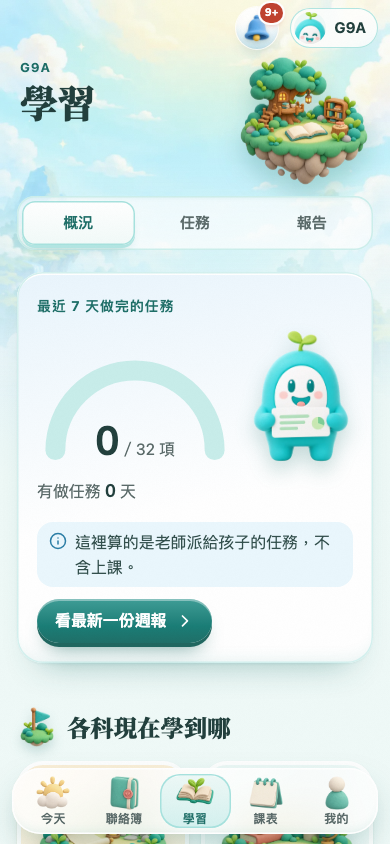 9+
G9A
G9A
學習
概況
任務
報告
最近 7 天做完的任務
0 / 32 項
有做任務 0 天
這裡算的是老師派給孩子的任務，不
含上課。
看最新一份週報
各科現在學到哪
今天
聯絡簿
學習
課表
我的